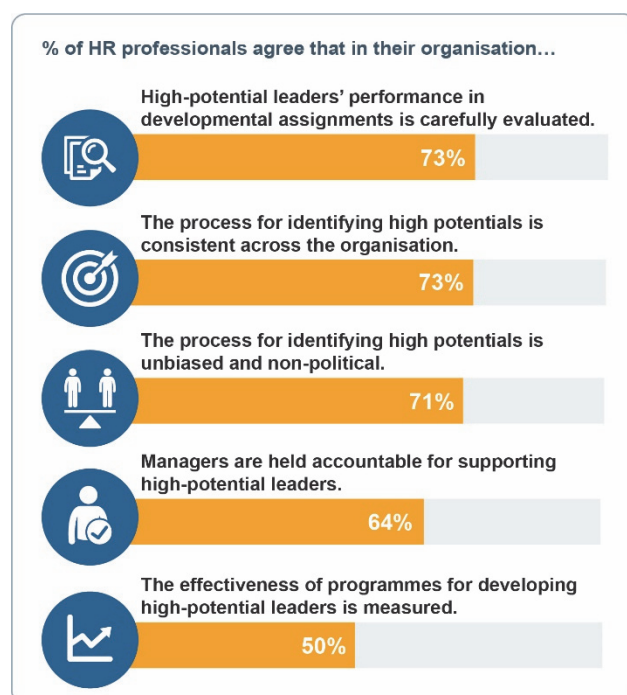 % of HR professionals agree that in their organisation…
High-potential leaders' performance in
developmental assignments is carefully evaluated.
73%
The process for identifying high potentials is
consistent across the organisation.
73%
The process for identifying high potentials is
unbiased and non-political.
71%
Managers are held accountable for supporting
high-potential leaders.
64%
The effectiveness of programmes for developing
high-potential leaders is measured.
50%